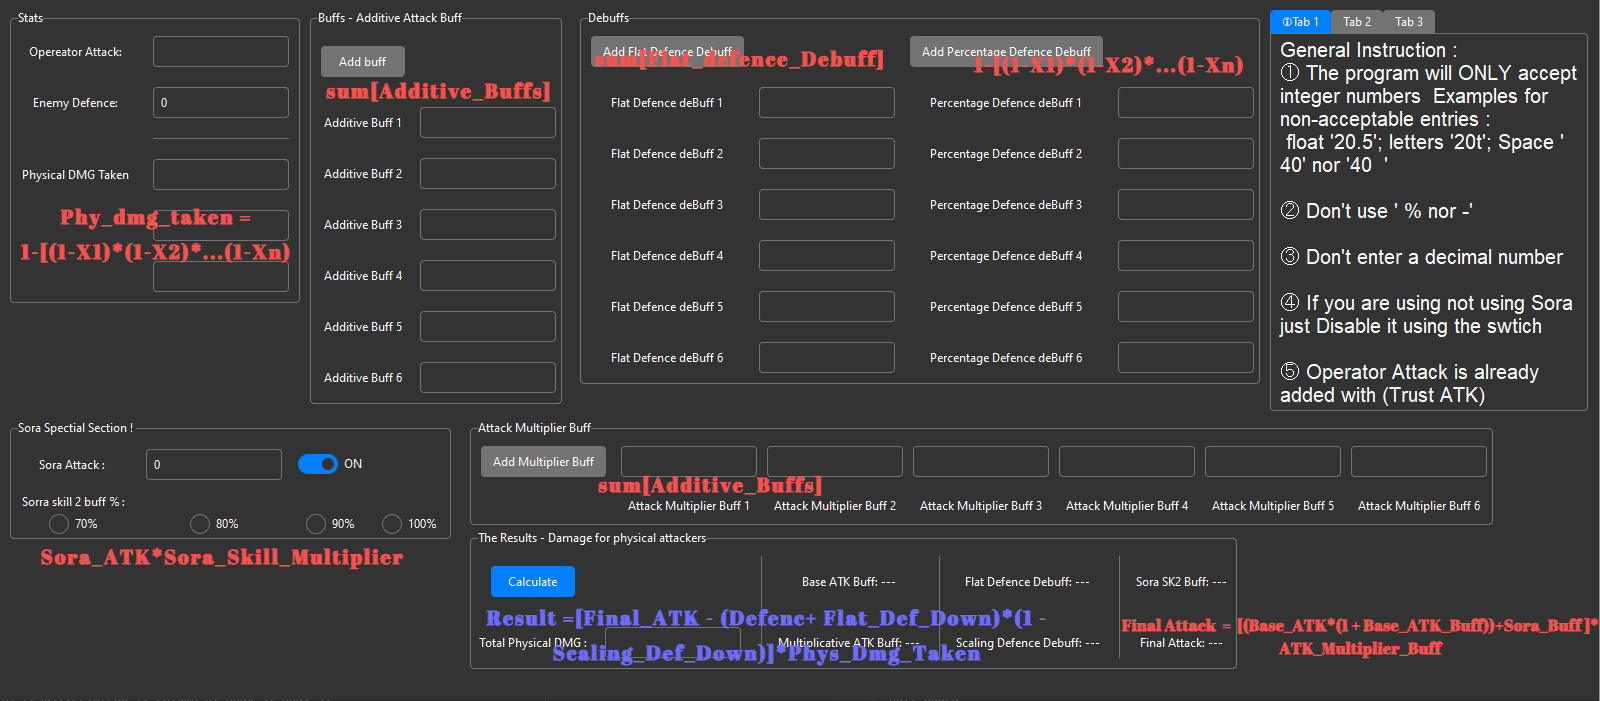 Stats
Opereator Attack:
Enemy Defence:
0
Physical DMG Taken
Phy_dmg_taken =
1-[(1-X1)*(1-X2)*...(1-Xn)
Buffs - Additive Attack Buff
Add buff
sum[Additive_Buffs]
Additive Buff 1
Additive Buff 2
Additive Buff 3
Additive Buff 4
Additive Buff 5
Additive Buff 6
Debuffs
Add Flat Defence Debuff
sum[Flat_defence_Debuff]
Flat Defence deBuff 1
Flat Defence deBuff 2
Flat Defence deBuff 3
Flat Defence deBuff 4
Flat Defence deBuff 5
Flat Defence deBuff 6
Add Percentage Defence Debuff
1-[(1-X1)*(1-X2)*...(1-Xn)
Percentage Defence deBuff 1
Percentage Defence deBuff 2
Percentage Defence deBuff 3
Percentage Defence deBuff 4
Percentage Defence deBuff 5
Percentage Defence deBuff 6
🛈Tab 1
Tab 2
Tab 3
General Instruction :
① The program will ONLY accept
integer numbers  Examples for
non-acceptable entries :
float '20.5'; letters '20t'; Space '
40' nor '40  '
② Don't use ' % nor -'
③ Don't enter a decimal number
④ If you are using not using Sora
just Disable it using the swtich
⑤ Operator Attack is already
added with (Trust ATK)
Sora Spectial Section !
Sora Attack :
0
ON
Sorra skill 2 buff % :
70%
80%
90%
100%
Sora_ATK*Sora_Skill_Multiplier
Attack Multiplier Buff
Add Multiplier Buff
sum[Additive_Buffs]
Attack Multiplier Buff 1
Attack Multiplier Buff 2
Attack Multiplier Buff 3
Attack Multiplier Buff 4
Attack Multiplier Buff 5
Attack Multiplier Buff 6
The Results - Damage for physical attackers
Calculate
Base ATK Buff: ---
Flat Defence Debuff: ---
Sora SK2 Buff: ---
Result =[Final_ATK - (Defenc+ Flat_Def_Down)*(1 -
Scaling_Def_Down)]*Phys_Dmg_Taken
Total Physical DMG :
Multiplicative ATK Buff: ---
Scaling Defence Debuff: ---
Final Attack: ---
Final Attack = [(Base_ATK*(1 + Base_ATK_Buff))+Sora_Buff]*
ATK_Multiplier_Buff